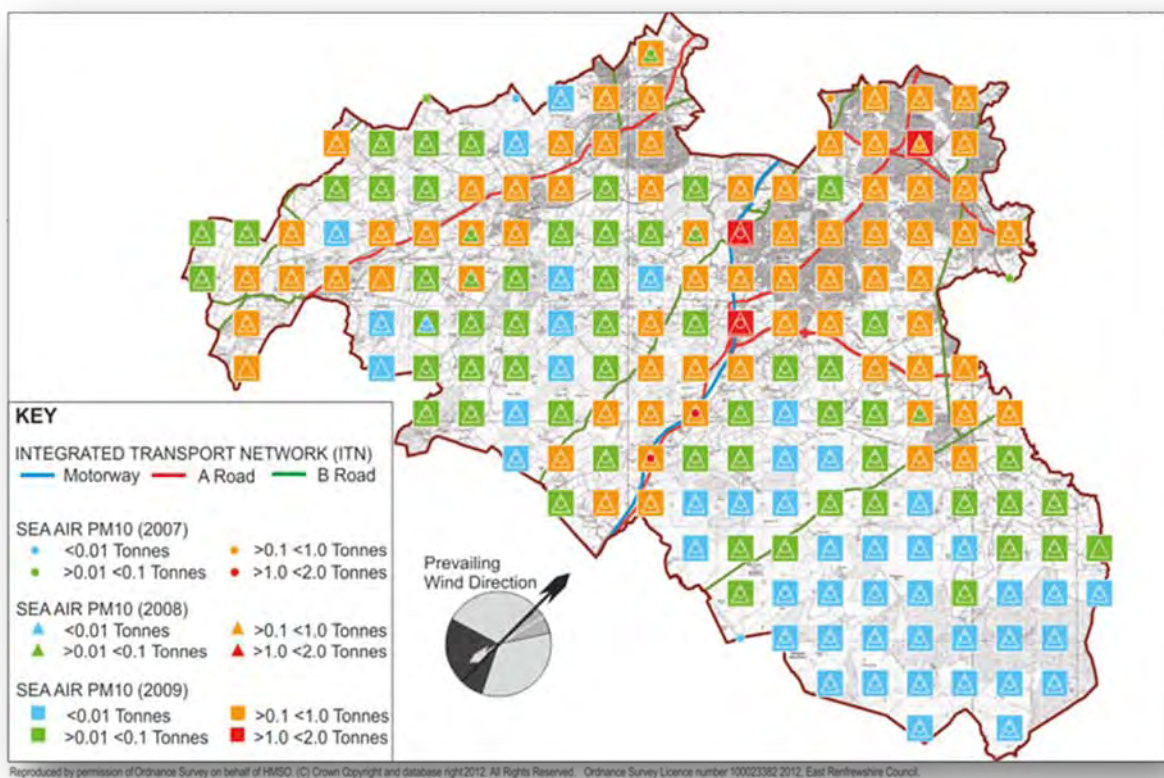 Prevailing
Wind Direction
KEY
INTEGRATED TRANSPORT NETWORK (ITN)
Motorway A Road B Road
SEA AIR PM10 (2007)
<0.01 Tonnes >0.1 <1.0 Tonnes
>0.01 <0.1 Tonnes >1.0 <2.0 Tonnes
SEA AIR PM10 (2008)
<0.01 Tonnes >0.1 <1.0 Tonnes
>0.01 <0.1 Tonnes >1.0 <2.0 Tonnes
SEA AIR PM10 (2009)
<0.01 Tonnes >0.1 <1.0 Tonnes
>0.01 <0.1 Tonnes >1.0 <2.0 Tonnes
Reproduced by permission of Ordnance Survey on behalf of HMSO. (C) Crown Copyright and database right 2012. All Rights Reserved. Ordnance Survey Licence number 100023382 2012. East Renfrewshire Council.